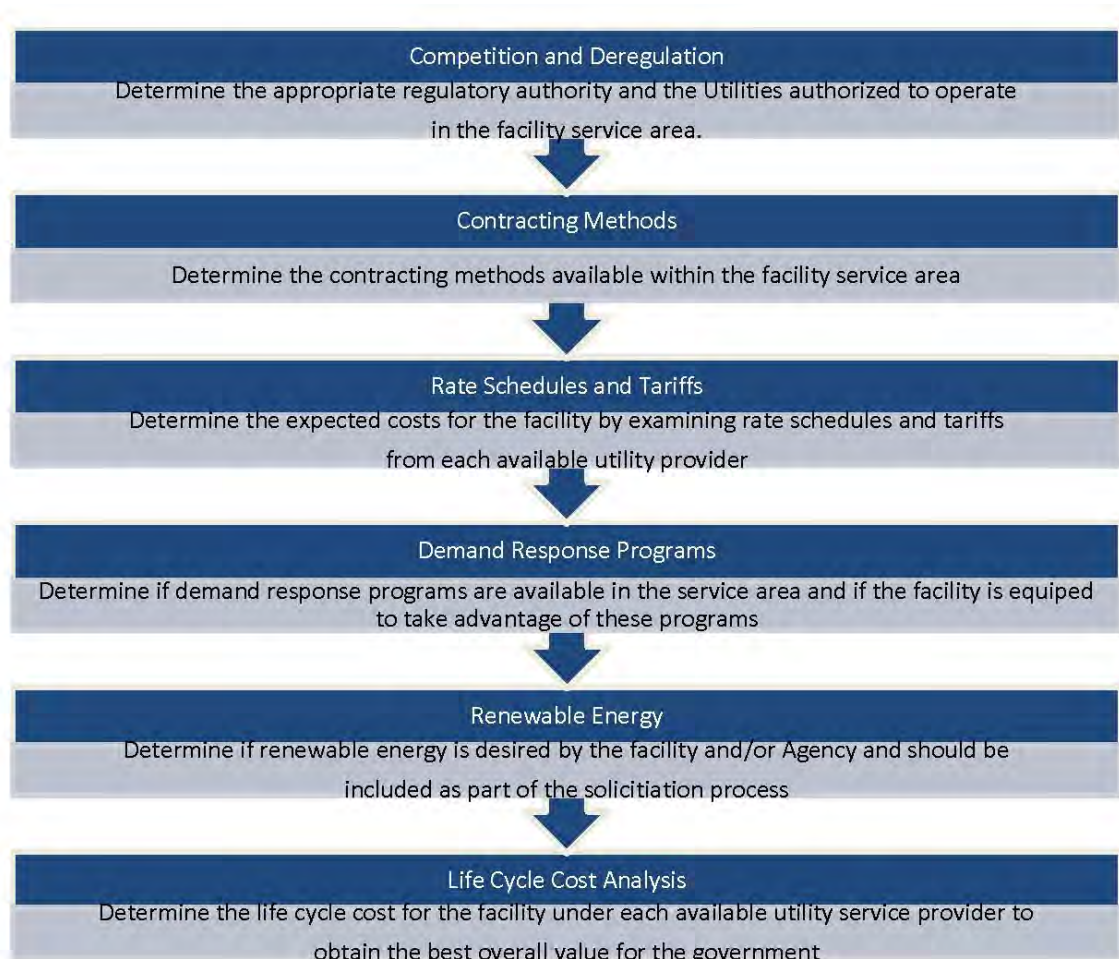 Competition and Deregulation
Determine the appropriate regulatory authority and the Utilities authorized to operate
in the facility service area.
Contracting Methods
Determine the contracting methods available within the facility service area
Rate Schedules and Tariffs
Determine the expected costs for the facility by examining rate schedules and tariffs
from each available utility provider
Demand Response Programs
Determine if demand response programs are available in the service area and if the facility is equiped
to take advantage of these programs
Renewable Energy
Determine if renewable energy is desired by the facility and/or Agency and should be
included as part of the solicitiation process
Life Cycle Cost Analysis
Determine the life cycle cost for the facility under each available utility service provider to
obtain the best overall value for the government